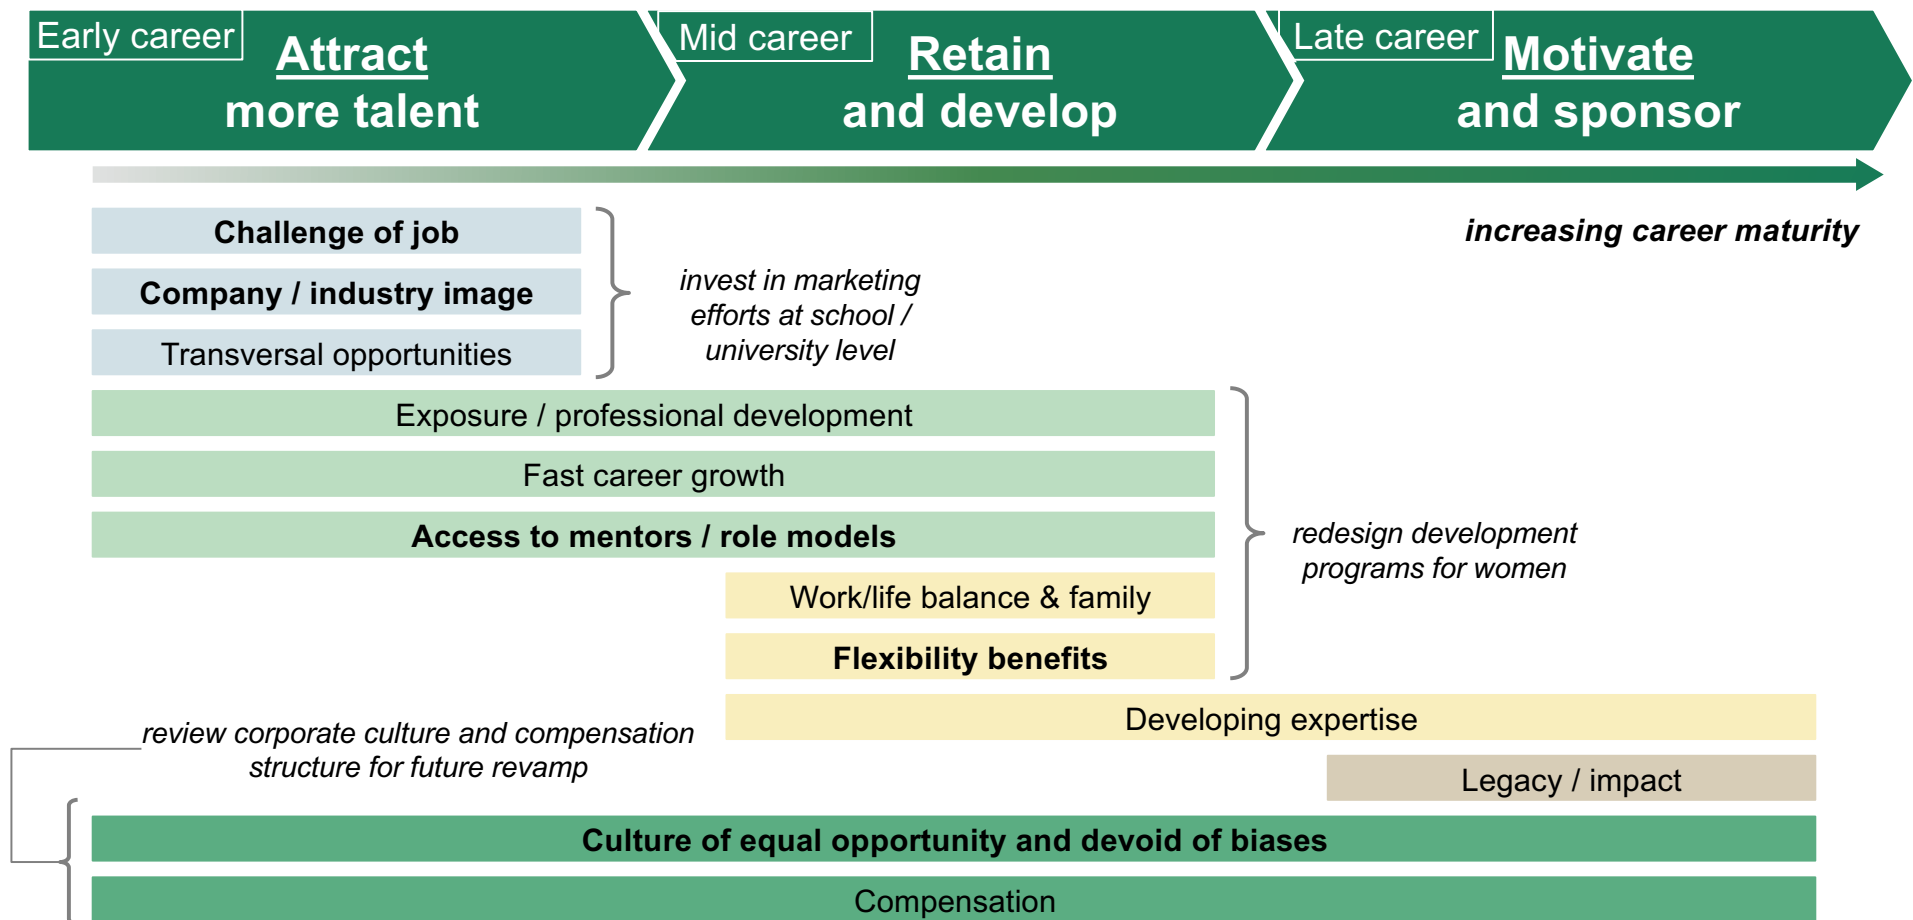 Early career
Attract
more talent
Mid career
Retain
and develop
Late career
Motivate
and sponsor
increasing career maturity
Challenge of job
Company / industry image
Transversal opportunities
invest in marketing
efforts at school /
university level
Exposure / professional development
Fast career growth
Access to mentors / role models
Work/life balance & family
Flexibility benefits
redesign development
programs for women
Developing expertise
review corporate culture and compensation
structure for future revamp
Legacy / impact
Culture of equal opportunity and devoid of biases
Compensation